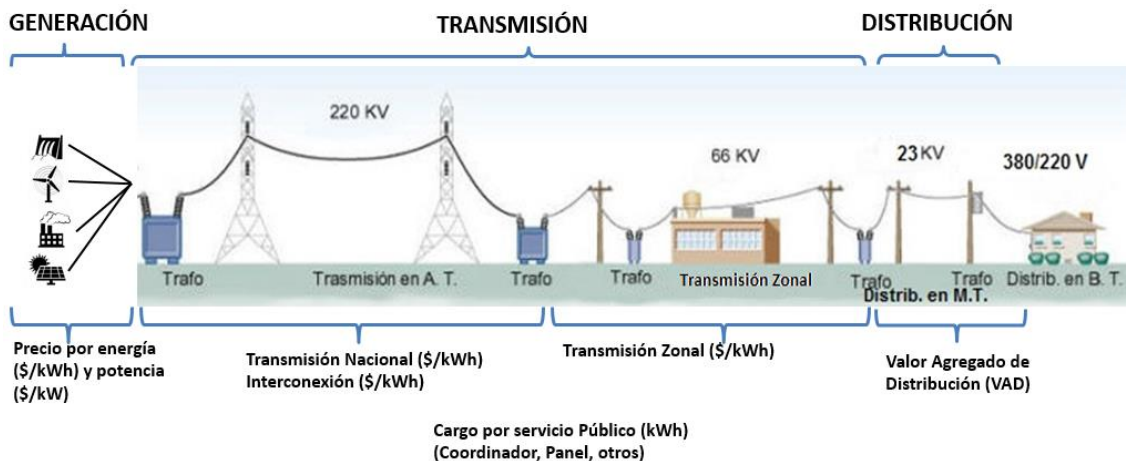 GENERACIÓN
TRANSMISIÓN
DISTRIBUCIÓN
220 KV
66 KV
23 KV
380/220 V
Trafo
Trasmisión en A. T.
Trafo
Trafo
Transmisión Zonal
Trafo
Distrib. en M.T.
Trafo
Distrib. en B. T.
Precio por energía
($/kWh) y potencia
($/kW)
Transmisión Nacional ($/kWh)
Interconexión ($/kWh)
Transmisión Zonal ($/kWh)
Valor Agregado de
Distribución (VAD)
Cargo por servicio Público (kWh)
(Coordinador, Panel, otros)